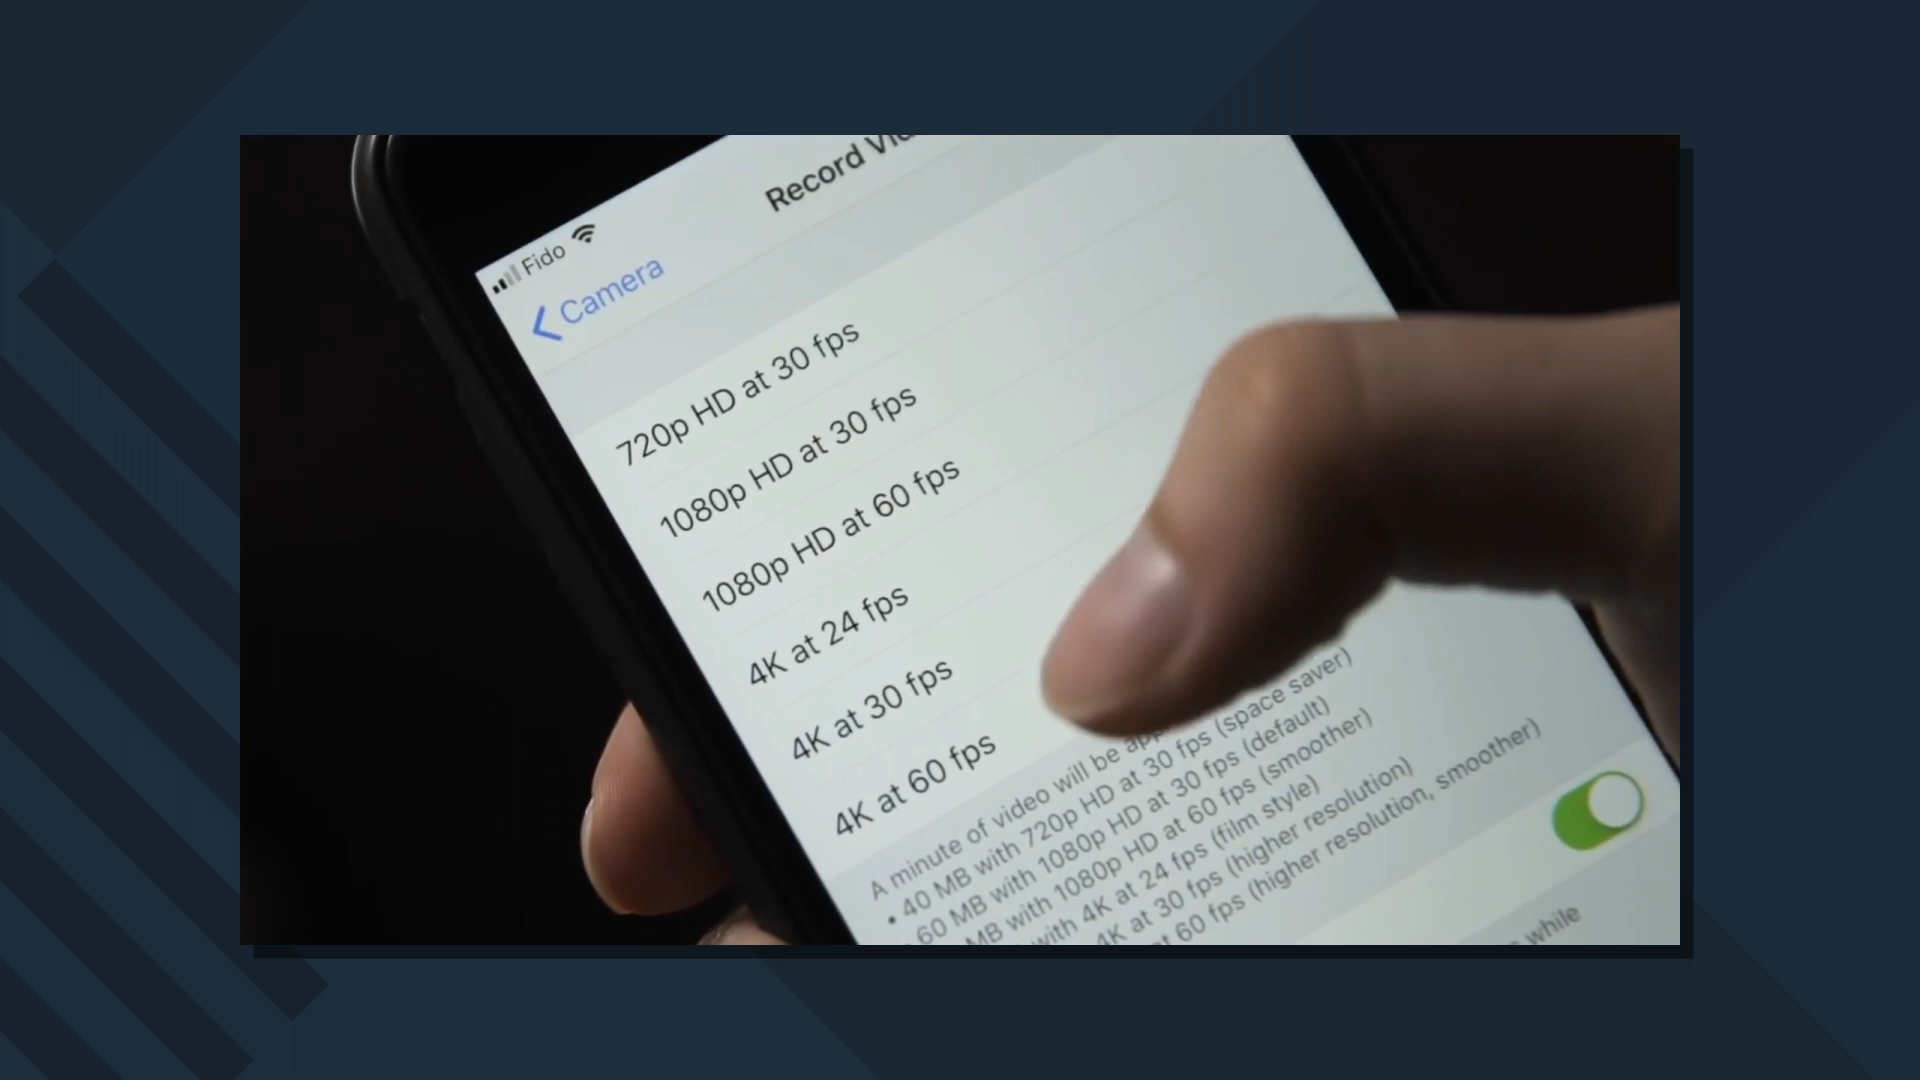 Fido
Record
Camera
720p HD at 30 fps
1080p HD at 30 fps
1080p HD at 60 fps
4K at 24 fps
4K at 30 fps
4K at 60 fps
A minute of video will be
• 40 MB with 720p HD at 30 fps (space saver)
60 MB with 1080p HD at 30 fps (default)
MB with 1080p HD at 60 fps (smoother)
with 4K at 24 fps (film style)
4K at 30 fps (higher resolution)
at 60 fps (higher resolution, smoother)
while